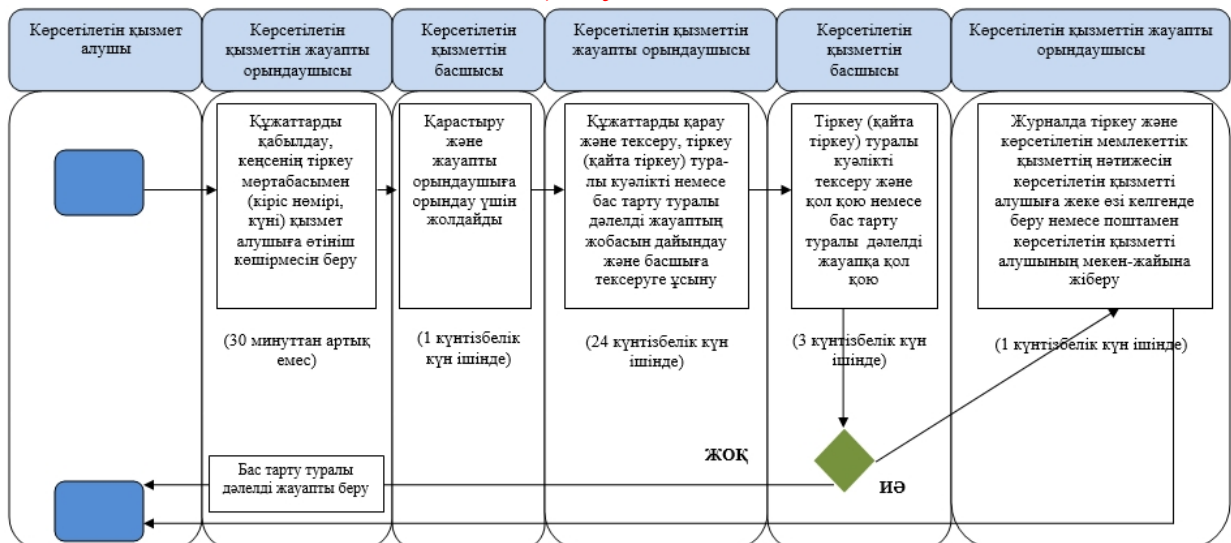 Көрсетілетін қызмет
алушы
Көрсетілетін
қызметтін жауапты
орындаушысы
Көрсетілетін
қызметтін
басшысы
Көрсетілетін қызметтін
жауапты орындаушысы
Көрсетілетін
қызметтін
басшысы
Көрсетілетін қызметтін жауапты
орындаушысы
Құжаттарды
қабылдау,
кеңсенің тіркеу
мөртабасымен
(кіріс нөмірі,
күні) қызмет
алушыға өтініш
көшірмесін беру
Қарастыру
және
жауапты
орындаушыға
орындау үшін
жолдайды
Құжаттарды қарау
және тексеру, тіркеу
(қайта тіркеу) тура-
лы куәлікті немесе
бас тарту туралы
дәлелді жауаптың
жобасын дайындау
және басшыға
тексеруге ұсыну
Тіркеу (қайта
тіркеу) туралы
куәлікті
тексеру және
қол қою немесе
бас тарту
туралы дәлелді
жауапқа қол
қою
Журналда тіркеу және
көрсетілетін мемлекеттік
қызметтің нәтижесін
көрсетілетін қызметті
алушыға жеке өзі келгенде
беру немесе поштамен
көрсетілетін қызметті
алушының мекен-жайына
жіберу
(30 минуттан артық
емес)
(1 күнтізбелік
күн ішінде)
(24 күнтізбелік күн
ішінде)
(3 күнтізбелік күн
ішінде)
(1 күнтізбелік күн ішінде)
ЖОҚ
ИӘ
Бас тарту туралы
дәлелді жауапты беру